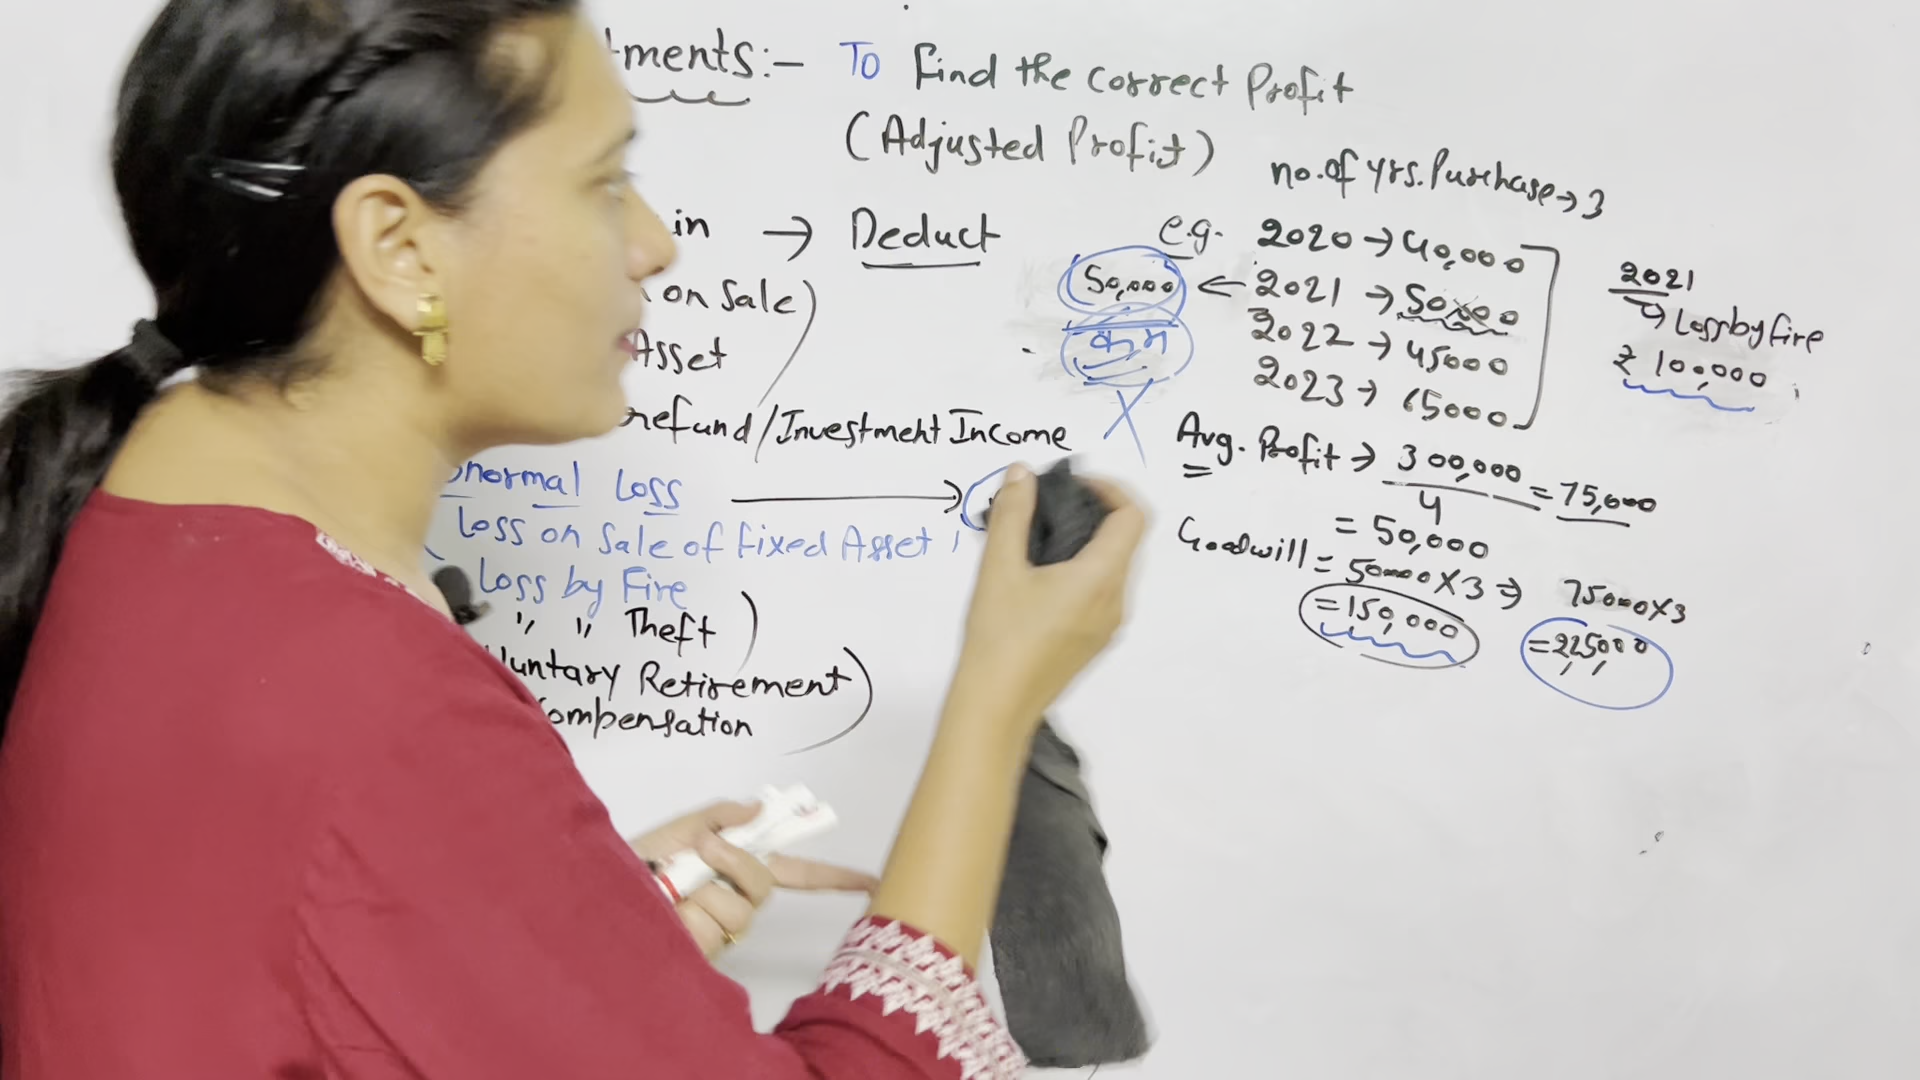 tments:- To Find the correct Profit
(Adjusted Profit)
in → Deduct
on Sale)
Asset
refund/Investment Income
normal Loss
Loss on Sale of Fixed Asset
Loss by Fire
" " Theft
luntary Retirement
ompensation
no. of yrs. Purchase → 3
e.g. 2020 → 40,000
50,000 ← 2021 → 50,000
कम
2022 → 45000
2023 → 65000
2021
Loss by fire
₹ 100,000
Avg. Profit → 300,000 / 4 = 75,000
= 50,000
Goodwill = 50000 X 3 ⇒ 75000 X 3
= 150,000
= 225000